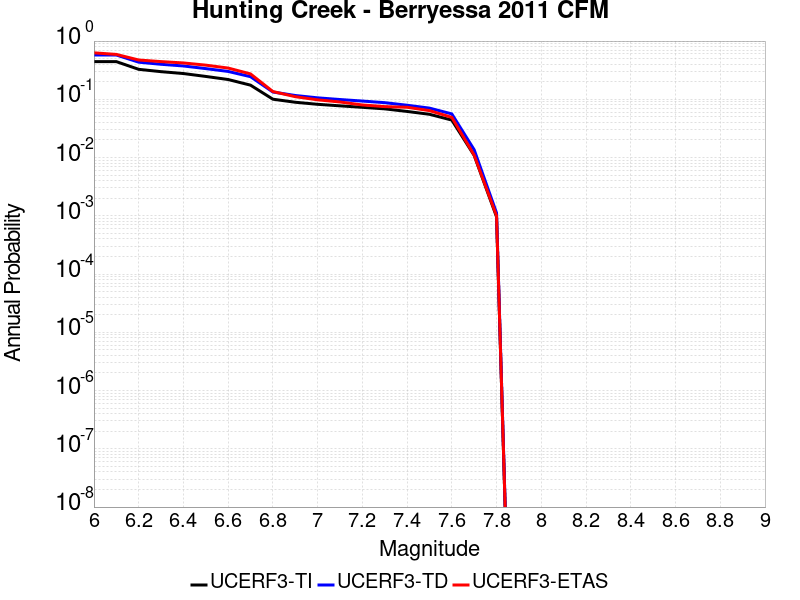 Hunting Creek - Berryessa 2011 CFM
10^0
10^-1
10^-2
10^-3
10^-4
10^-5
10^-6
10^-7
10^-8
Annual Probability
6 6.2 6.4 6.6 6.8 7 7.2 7.4 7.6 7.8 8 8.2 8.4 8.6 8.8 9
Magnitude
UCERF3-TI UCERF3-TD UCERF3-ETAS